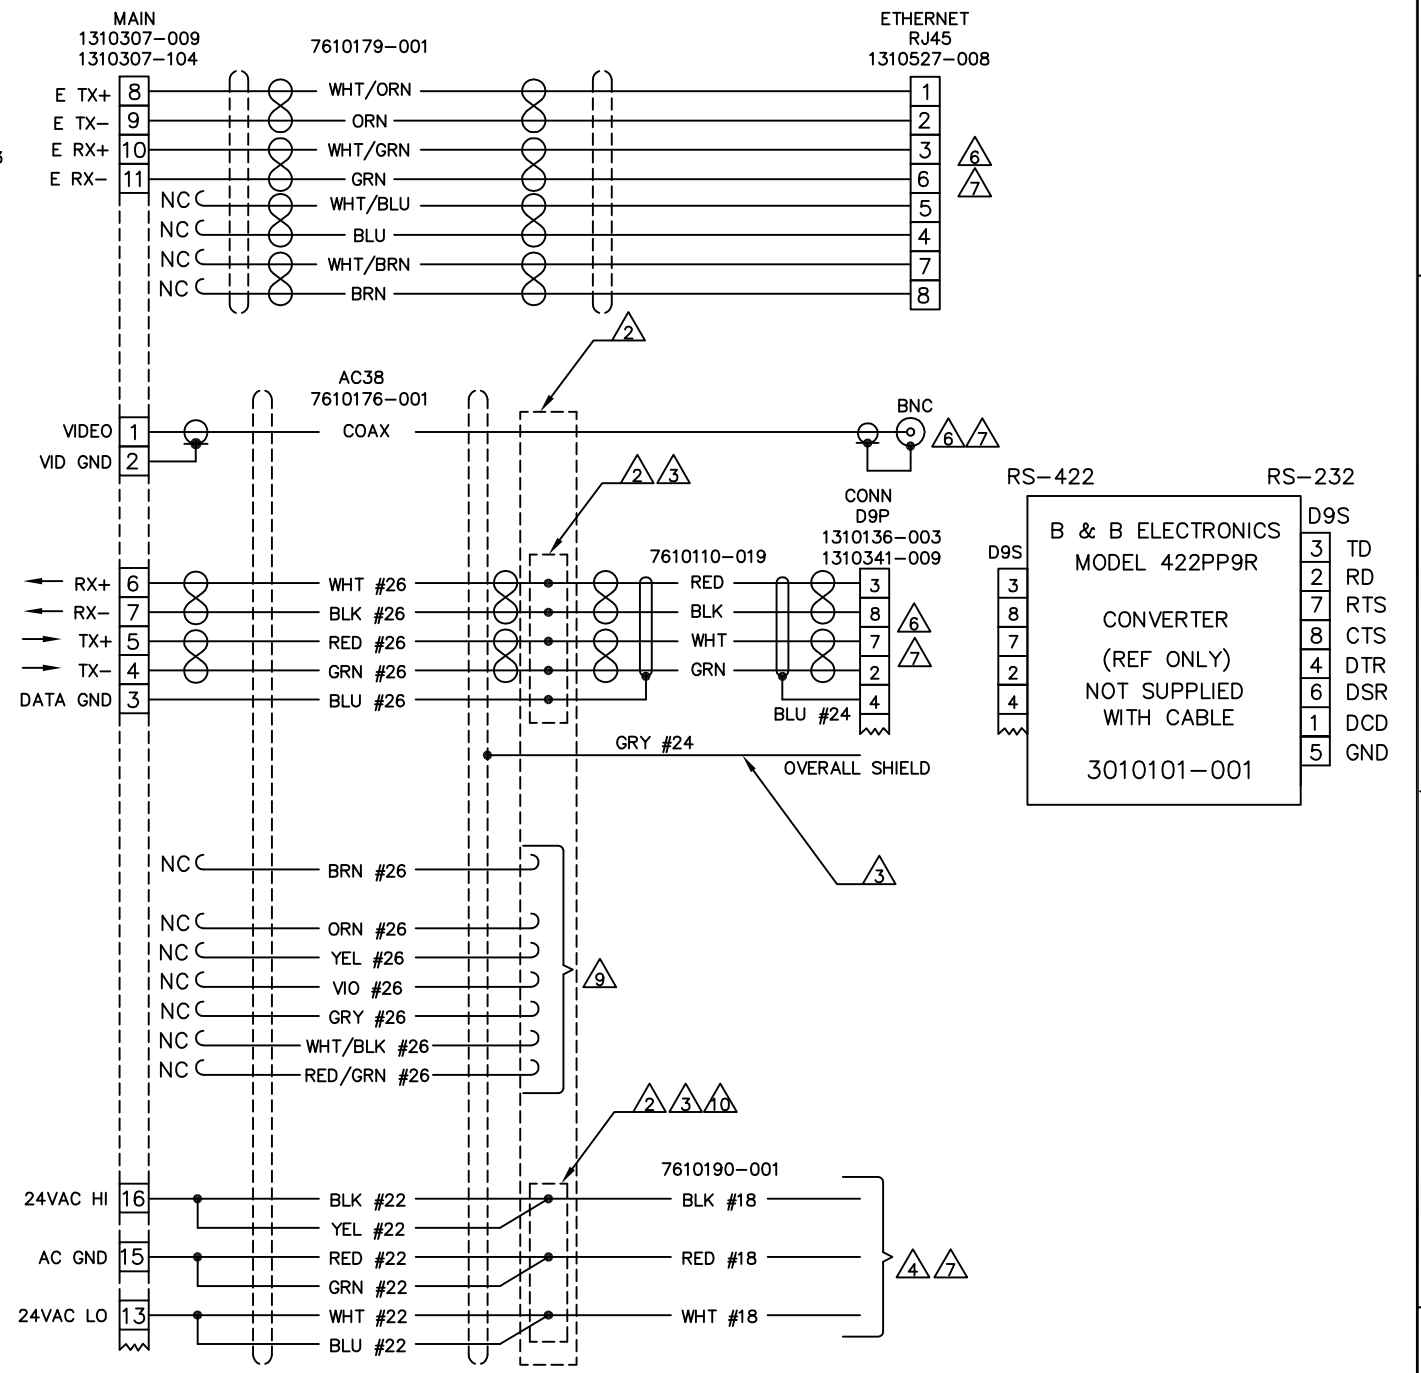 MAIN
1310307-009
1310307-104
7610179-001
ETHERNET
RJ45
1310527-008
E TX+ 8 WHT/ORN 1
E TX- 9 ORN 2
E RX+ 10 WHT/GRN 3 6
E RX- 11 GRN 6 7
NC WHT/BLU 5
NC BLU 4
NC WHT/BRN 7
NC BRN 8
2
AC38
7610176-001
BNC
VIDEO 1 COAX 6 7
VID GND 2
2 3
CONN
D9P
1310136-003
1310341-009
7610110-019
RX+ 6 WHT #26 RED 3
RX- 7 BLK #26 BLK 8 6
TX+ 5 RED #26 WHT 7 7
TX- 4 GRN #26 GRN 2
DATA GND 3 BLU #26 BLU #24 4
GRY #24
OVERALL SHIELD
3
RS-422 RS-232
D9S D9S
3
8
7
2
4
B & B ELECTRONICS
MODEL 422PP9R
CONVERTER
(REF ONLY)
NOT SUPPLIED
WITH CABLE
3010101-001
3 TD
2 RD
7 RTS
8 CTS
4 DTR
6 DSR
1 DCD
5 GND
NC BRN #26
NC ORN #26
NC YEL #26
NC VIO #26 9
NC GRY #26
NC WHT/BLK #26
NC RED/GRN #26
2 3 10
7610190-001
24VAC HI 16 BLK #22 BLK #18
YEL #22
AC GND 15 RED #22 RED #18 4 7
GRN #22
24VAC LO 13 WHT #22 WHT #18
BLU #22